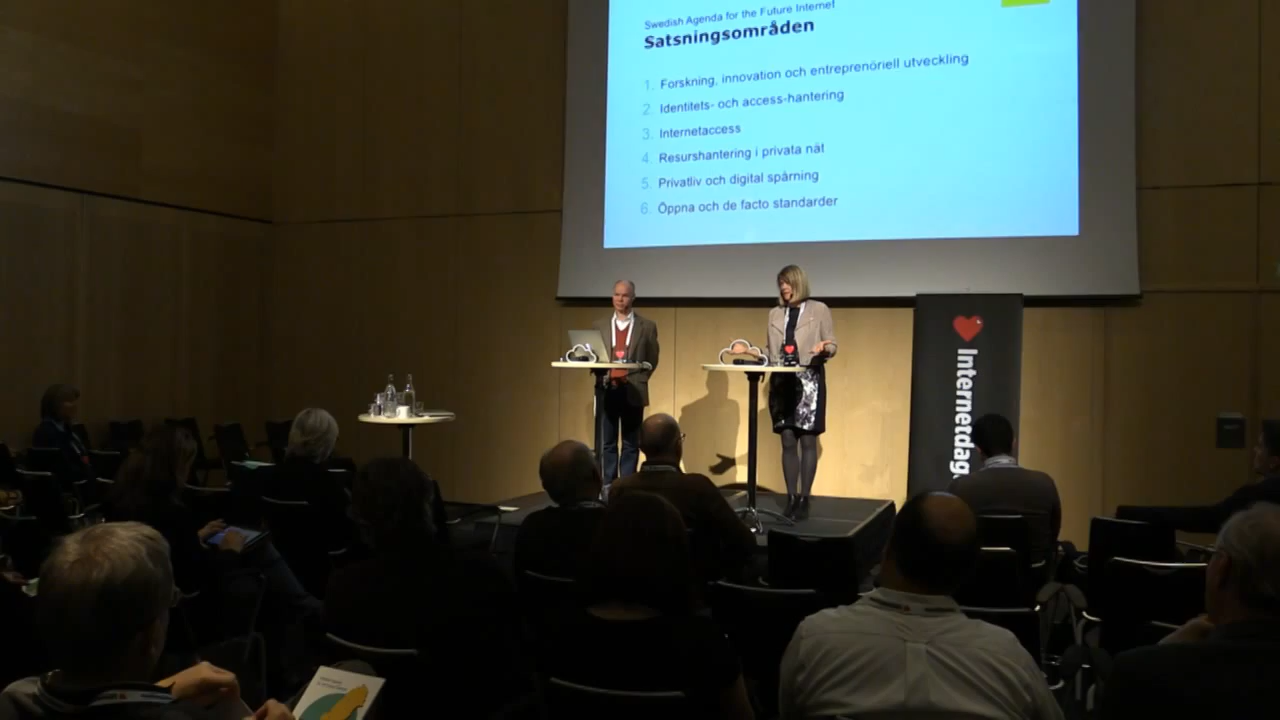 Swedish Agenda for the Future Internet
Satsningsområden
1. Forskning, innovation och entreprenöriell utveckling
2. Identitets- och access-hantering
3. Internetaccess
4. Resurshantering i privata nät
5. Privatliv och digital spårning
6. Öppna och de facto standarder
Internetdag